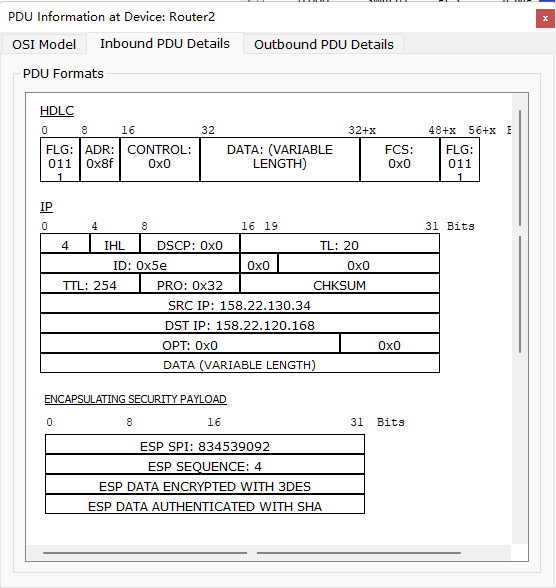 PDU Information at Device: Router2
x
OSI Model Inbound PDU Details Outbound PDU Details
PDU Formats
HDLC
0 8 16 32 32+x 48+x 56+x
FLG: 011 1 ADR: 0x8f CONTROL: 0x0 DATA: (VARIABLE LENGTH) FCS: 0x0 FLG: 011 1
IP
0 4 8 16 19 31 Bits
4 IHL DSCP: 0x0 TL: 20
ID: 0x5e 0x0 0x0
TTL: 254 PRO: 0x32 CHKSUM
SRC IP: 158.22.130.34
DST IP: 158.22.120.168
OPT: 0x0 0x0
DATA (VARIABLE LENGTH)
ENCAPSULATING SECURITY PAYLOAD
0 8 16 31 Bits
ESP SPI: 834539092
ESP SEQUENCE: 4
ESP DATA ENCRYPTED WITH 3DES
ESP DATA AUTHENTICATED WITH SHA